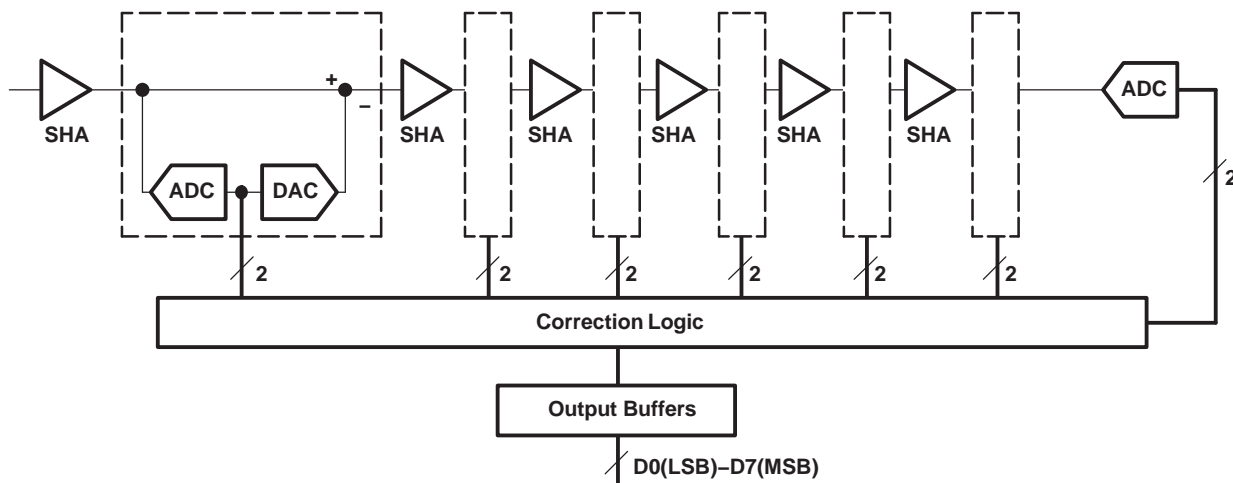 +
–
ADC
SHA
SHA
SHA
SHA
SHA
SHA
ADC
DAC
2
2
2
2
2
2
2
Correction Logic
Output Buffers
D0(LSB)–D7(MSB)